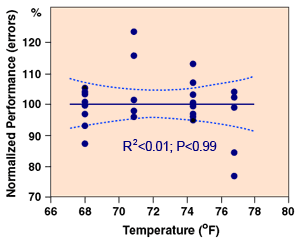 %
Normalized Performance (errors)
120
110
100
90
80
70
R²<0.01; P<0.99
66 68 70 72 74 76 78 80
Temperature (°F)